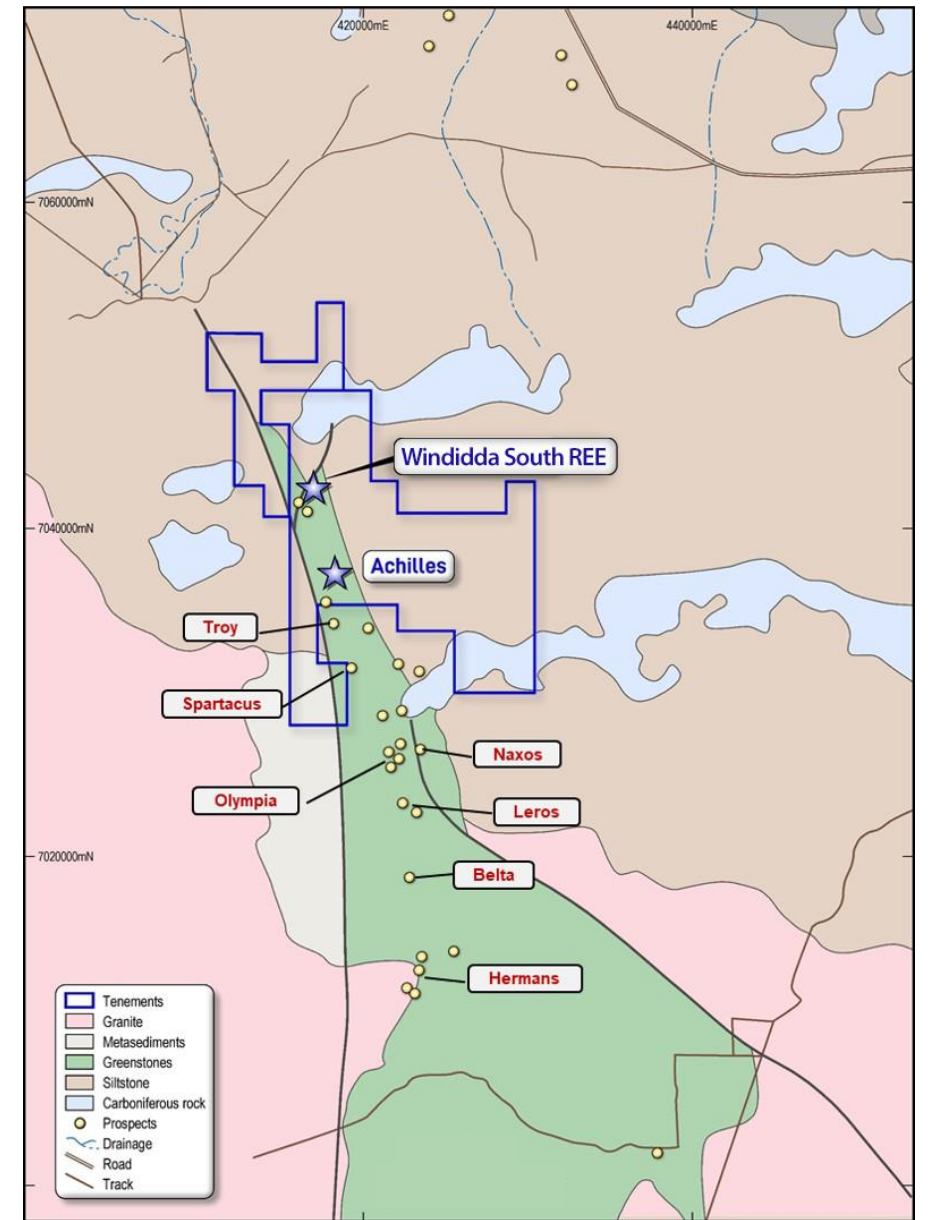 420000mE
440000mE
7060000mN
Windidda South REE
7040000mN
Achilles
Troy
Spartacus
Naxos
Olympia
Leros
7020000mN
Belta
Hermans
Tenements
Granite
Metasediments
Greenstones
Siltstone
Carboniferous rock
Prospects
Drainage
Road
Track